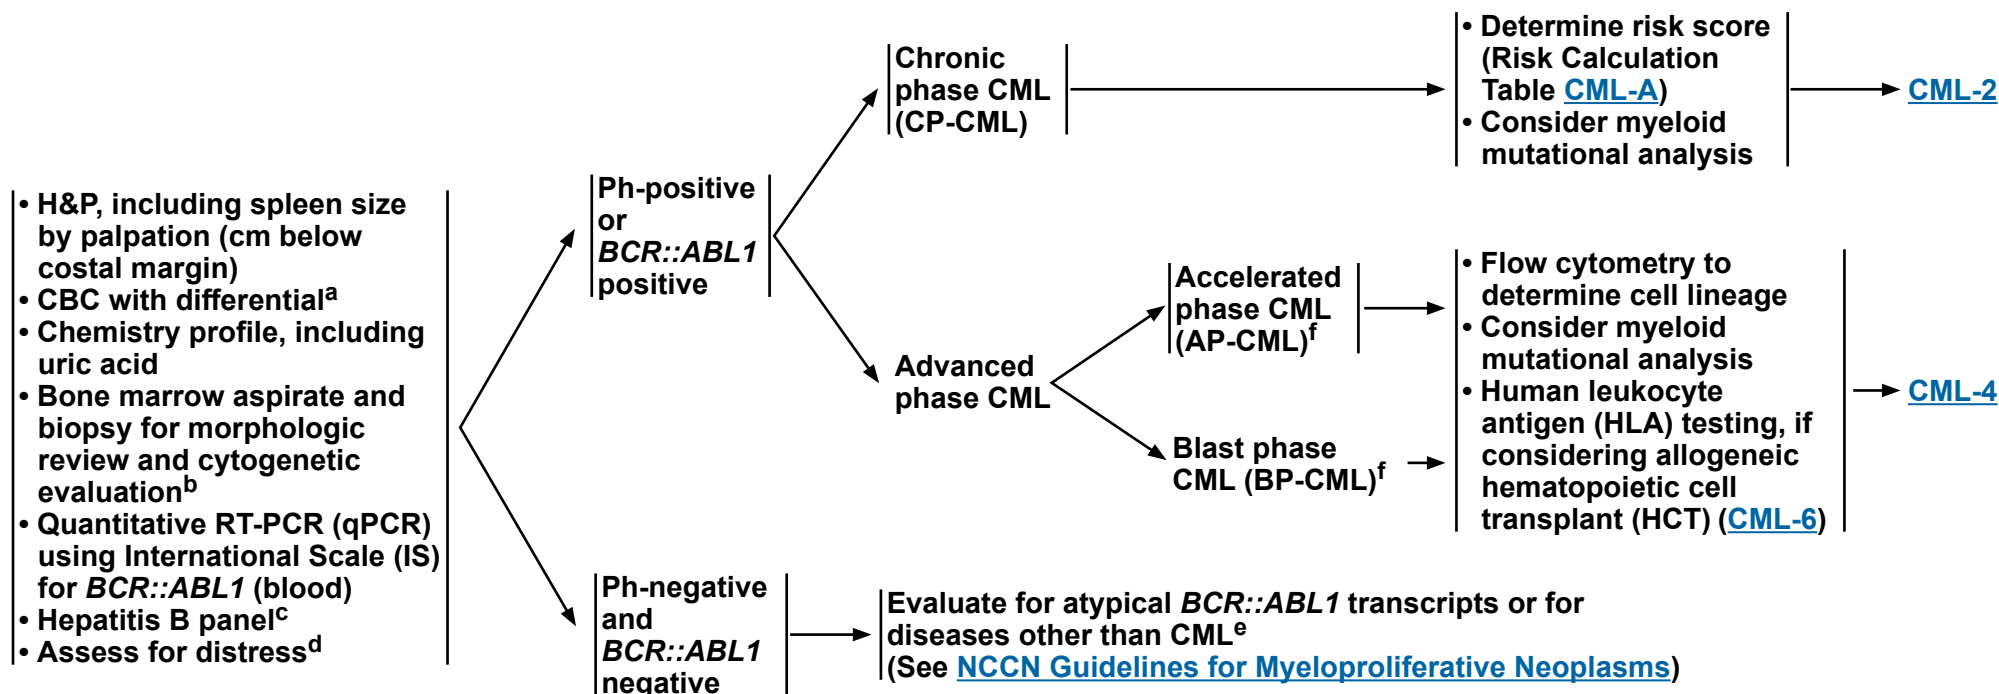 • H&P, including spleen size
by palpation (cm below
costal margin)
• CBC with differentialᵃ
• Chemistry profile, including
uric acid
• Bone marrow aspirate and
biopsy for morphologic
review and cytogenetic
evaluationᵇ
• Quantitative RT-PCR (qPCR)
using International Scale (IS)
for BCR::ABL1 (blood)
• Hepatitis B panelᶜ
• Assess for distressᵈ
Ph-positive
or
BCR::ABL1
positive
Chronic
phase CML
(CP-CML)
• Determine risk score
(Risk Calculation
Table CML-A)
• Consider myeloid
mutational analysis
CML-2
Advanced
phase CML
Accelerated
phase CML
(AP-CML)ᶠ
Blast phase
CML (BP-CML)ᶠ
• Flow cytometry to
determine cell lineage
• Consider myeloid
mutational analysis
• Human leukocyte
antigen (HLA) testing, if
considering allogeneic
hematopoietic cell
transplant (HCT) (CML-6)
CML-4
Ph-negative
and
BCR::ABL1
negative
Evaluate for atypical BCR::ABL1 transcripts or for
diseases other than CMLᵉ
(See NCCN Guidelines for Myeloproliferative Neoplasms)